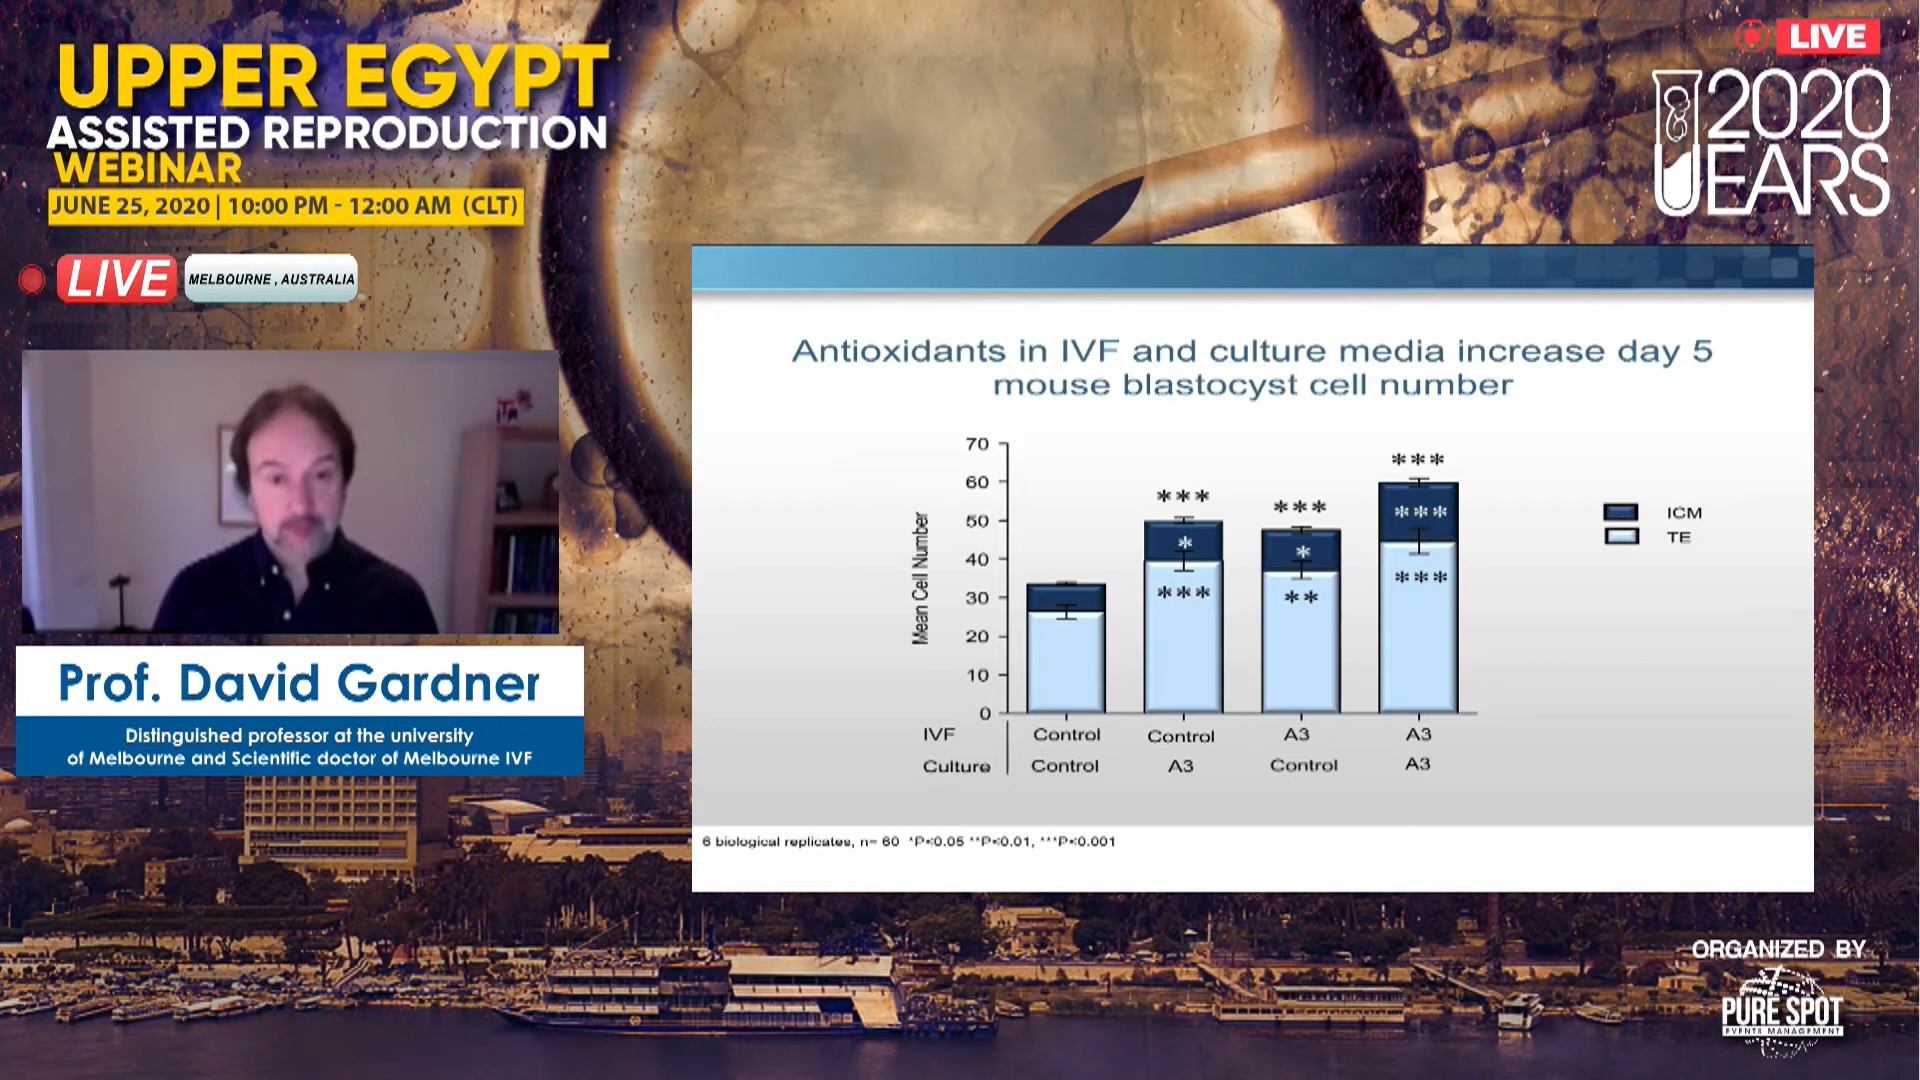 UPPER EGYPT
ASSISTED REPRODUCTION
WEBINAR
JUNE 25, 2020 | 10:00 PM - 12:00 AM (CLT)
LIVE
MELBOURNE , AUSTRALIA
LIVE
2020
UEARS
Prof. David Gardner
Distinguished professor at the university
of Melbourne and Scientific doctor of Melbourne IVF
Antioxidants in IVF and culture media increase day 5
mouse blastocyst cell number
Mean Cell Number
70
60
50
40
30
20
10
0
***
*
***
***
*
**
***
***
***
ICM
TE
IVF Control Control A3 A3
Culture Control A3 Control A3
6 biological replicates, n= 60 *P<0.05 **P<0.01, ***P<0.001
ORGANIZED BY
PURE SPOT
EVENTS MANAGEMENT